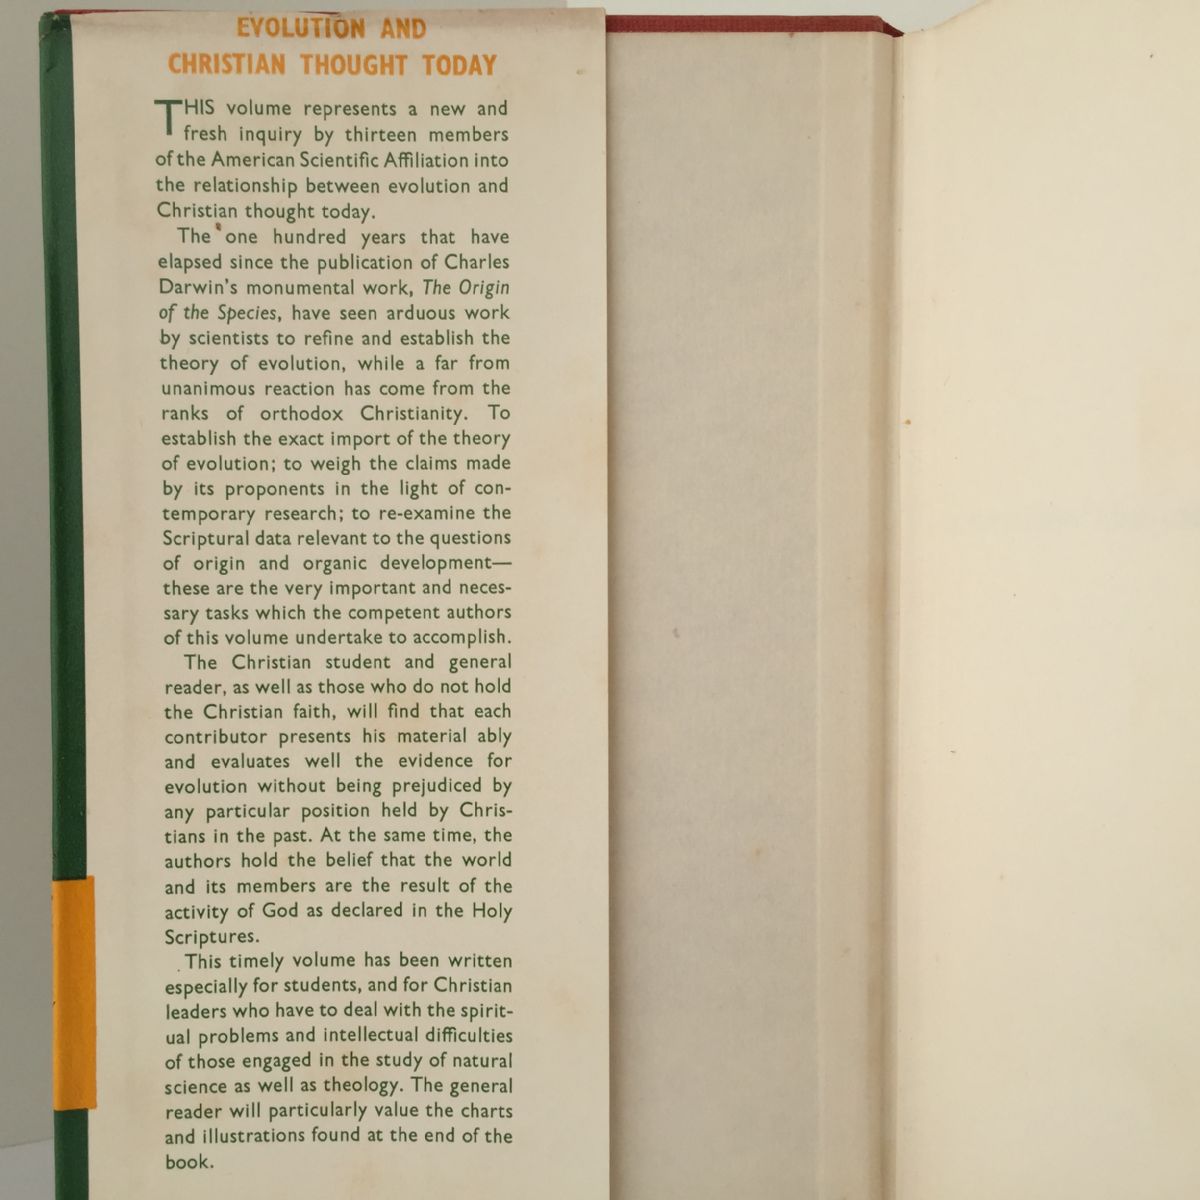 EVOLUTION AND
CHRISTIAN THOUGHT TODAY
THIS volume represents a new and
fresh inquiry by thirteen members
of the American Scientific Affiliation into
the relationship between evolution and
Christian thought today.
The one hundred years that have
elapsed since the publication of Charles
Darwin's monumental work, The Origin
of the Species, have seen arduous work
by scientists to refine and establish the
theory of evolution, while a far from
unanimous reaction has come from the
ranks of orthodox Christianity. To
establish the exact import of the theory
of evolution; to weigh the claims made
by its proponents in the light of con-
temporary research; to re-examine the
Scriptural data relevant to the questions
of origin and organic development—
these are the very important and neces-
sary tasks which the competent authors
of this volume undertake to accomplish.
The Christian student and general
reader, as well as those who do not hold
the Christian faith, will find that each
contributor presents his material ably
and evaluates well the evidence for
evolution without being prejudiced by
any particular position held by Chris-
tians in the past. At the same time, the
authors hold the belief that the world
and its members are the result of the
activity of God as declared in the Holy
Scriptures.
This timely volume has been written
especially for students, and for Christian
leaders who have to deal with the spirit-
ual problems and intellectual difficulties
of those engaged in the study of natural
science as well as theology. The general
reader will particularly value the charts
and illustrations found at the end of the
book.